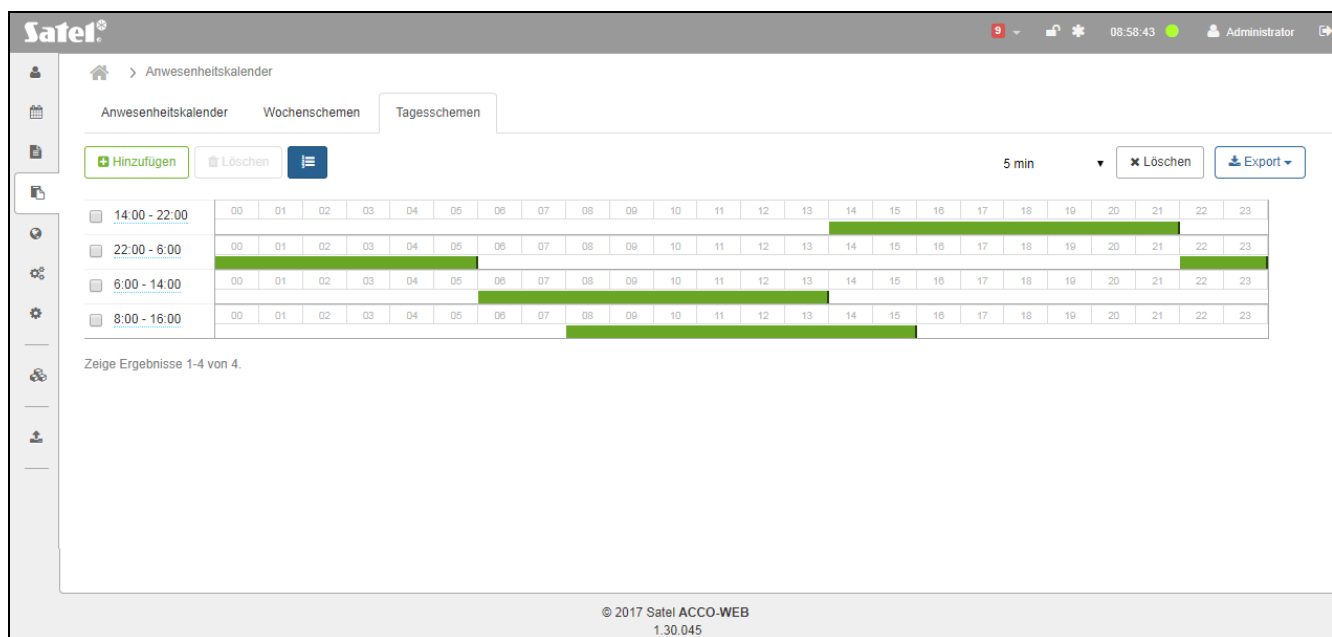 Satel®
9 08:58:43 Administrator
Anwesenheitskalender
Anwesenheitskalender Wochenschemen Tagesschemen
Hinzufügen Löschen 5 min Löschen Export
14:00 - 22:00 00 01 02 03 04 05 06 07 08 09 10 11 12 13 14 15 16 17 18 19 20 21 22 23
22:00 - 6:00 00 01 02 03 04 05 06 07 08 09 10 11 12 13 14 15 16 17 18 19 20 21 22 23
6:00 - 14:00 00 01 02 03 04 05 06 07 08 09 10 11 12 13 14 15 16 17 18 19 20 21 22 23
8:00 - 16:00 00 01 02 03 04 05 06 07 08 09 10 11 12 13 14 15 16 17 18 19 20 21 22 23
Zeige Ergebnisse 1-4 von 4.
© 2017 Satel ACCO-WEB
1.30.045